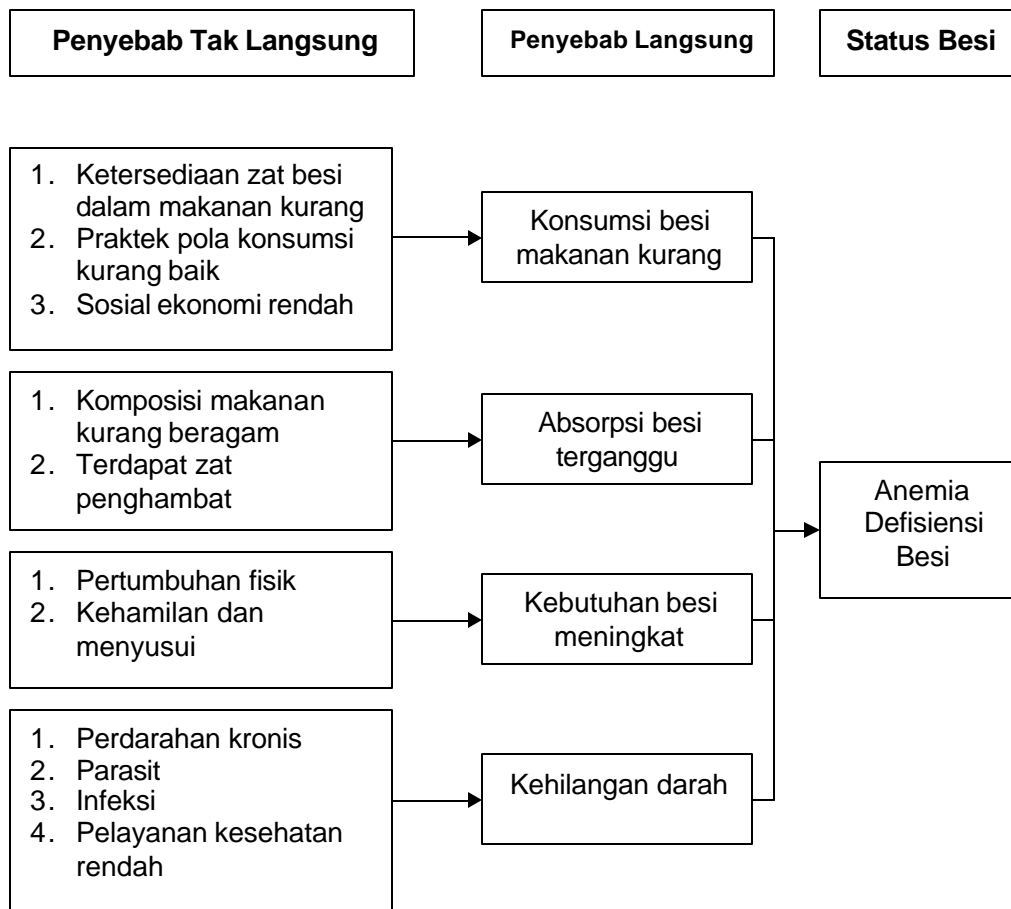 Penyebab Tak Langsung
Penyebab Langsung
Status Besi
1. Ketersediaan zat besi
dalam makanan kurang
2. Praktek pola konsumsi
kurang baik
3. Sosial ekonomi rendah
Konsumsi besi
makanan kurang
1. Komposisi makanan
kurang beragam
2. Terdapat zat
penghambat
Absorpsi besi
terganggu
1. Pertumbuhan fisik
2. Kehamilan dan
menyusui
Kebutuhan besi
meningkat
1. Perdarahan kronis
2. Parasit
3. Infeksi
4. Pelayanan kesehatan
rendah
Kehilangan darah
Anemia
Defisiensi
Besi